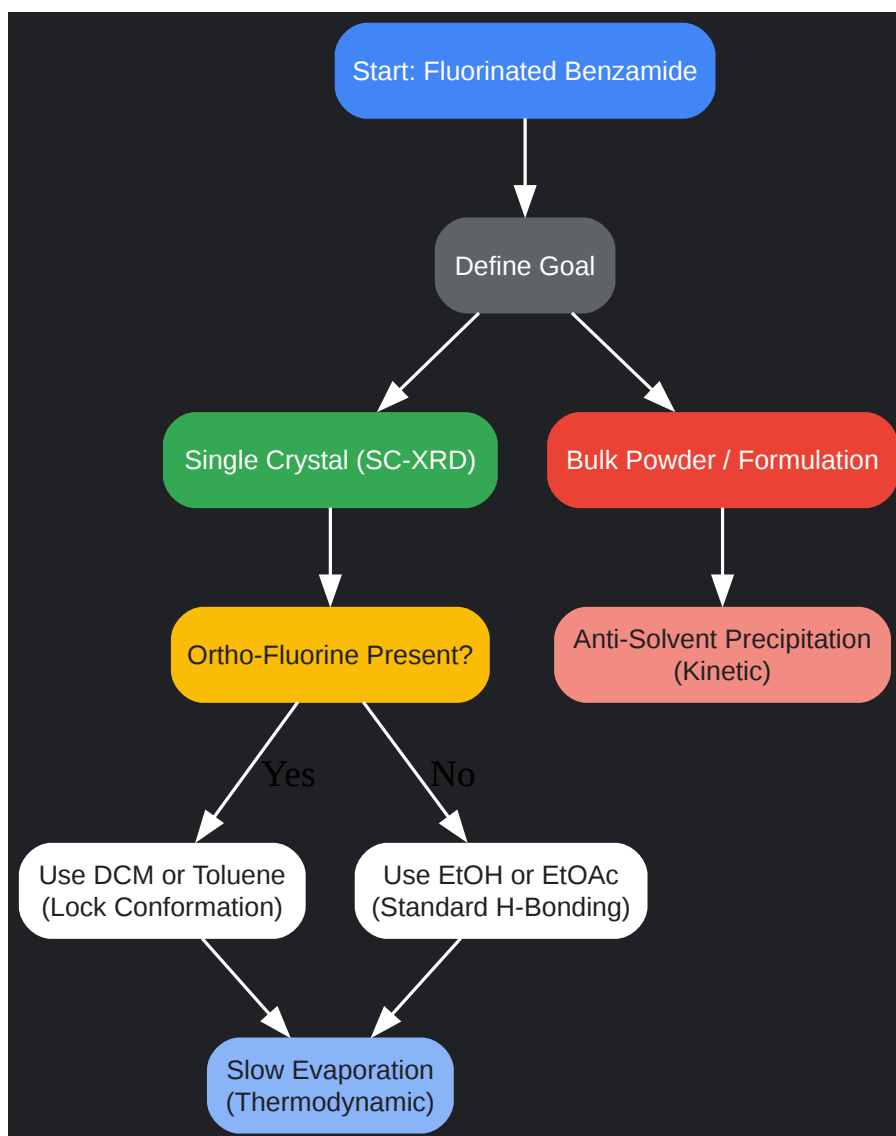 Start: Fluorinated Benzamide
Define Goal
Single Crystal (SC-XRD)
Bulk Powder / Formulation
Ortho-Fluorine Present?
Anti-Solvent Precipitation
(Kinetic)
Yes
No
Use DCM or Toluene
(Lock Conformation)
Use EtOH or EtOAc
(Standard H-Bonding)
Slow Evaporation
(Thermodynamic)